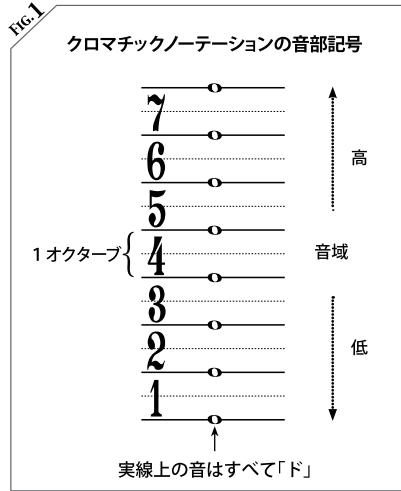 FIG.1
クロマチックノーテーションの音部記号
7
6
高
5
1オクターブ
4
音域
3
2
低
1
実線上の音はすべて「ド」